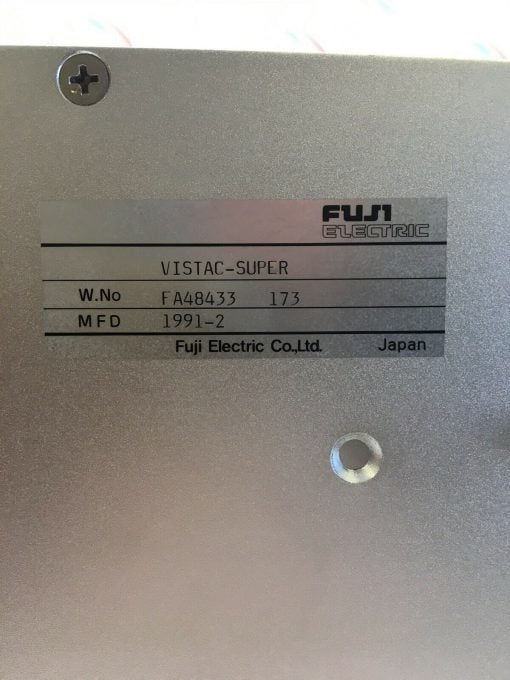 FUJI
ELECTRIC
VISTAC-SUPER
W.No FA48433 173
MFD 1991-2
Fuji Electric Co.,Ltd. Japan